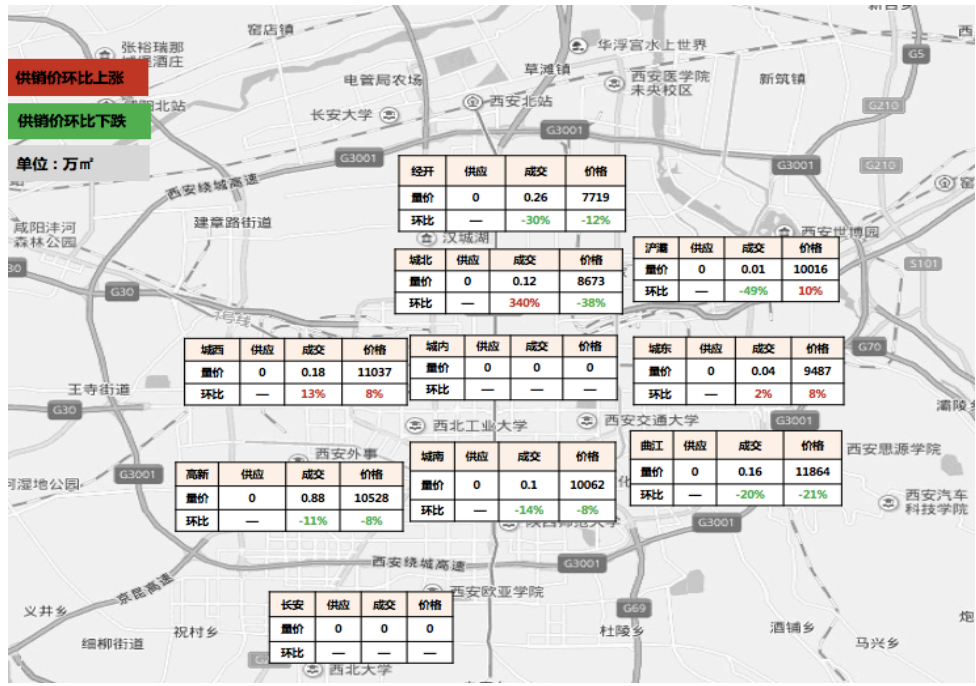 窑店镇
西
张裕瑞那
城堡酒庄
华浮宫水上世界
G5
供销价环比上涨
电管局农场
草滩镇
西安医学院
未央校区
新筑镇
咸阳北站
长安大学
西安北站
G210
供销价环比下跌
G3001
单位：万㎡
G3001
G3001
G210
西安绕城高速
经开 供应 成交 价格
量价 0 0.26 7719
环比 — -30% -12%
窑
建章路街道
咸阳沣河
森林公园
汉城湖
西安世博园
城北 供应 成交 价格
量价 0 0.12 8673
环比 — 340% -38%
浐灞 供应 成交 价格
量价 0 0.01 10016
环比 — -49% 10%
30
G30
S101
1号线
城西 供应 成交 价格
量价 0 0.18 11037
环比 — 13% 8%
城内 供应 成交 价格
量价 0 0 0
环比 — — —
城东 供应 成交 价格
量价 0 0.04 9487
环比 — 2% 8%
G70
王寺街道
G30
灞陵乡
西北工业大学
西安交通大学
G3001
西安外事
西安思源学院
G3001
河湿地公园
高新 供应 成交 价格
量价 0 0.88 10528
环比 — -11% -8%
城南 供应 成交 价格
量价 0 0.1 10062
环比 — -14% -8%
化
曲江 供应 成交 价格
量价 0 0.16 11864
环比 — -20% -21%
西安汽车
科技学院
陕西师范大学
G3001
西安绕城高速
G3001
京昆高速
西安欧亚学院
义井乡
长安 供应 成交 价格
量价 0 0 0
环比 — — —
G69
祝村乡
杜陵乡
酒铺乡
炮
细柳街道
马兴乡
西北大学